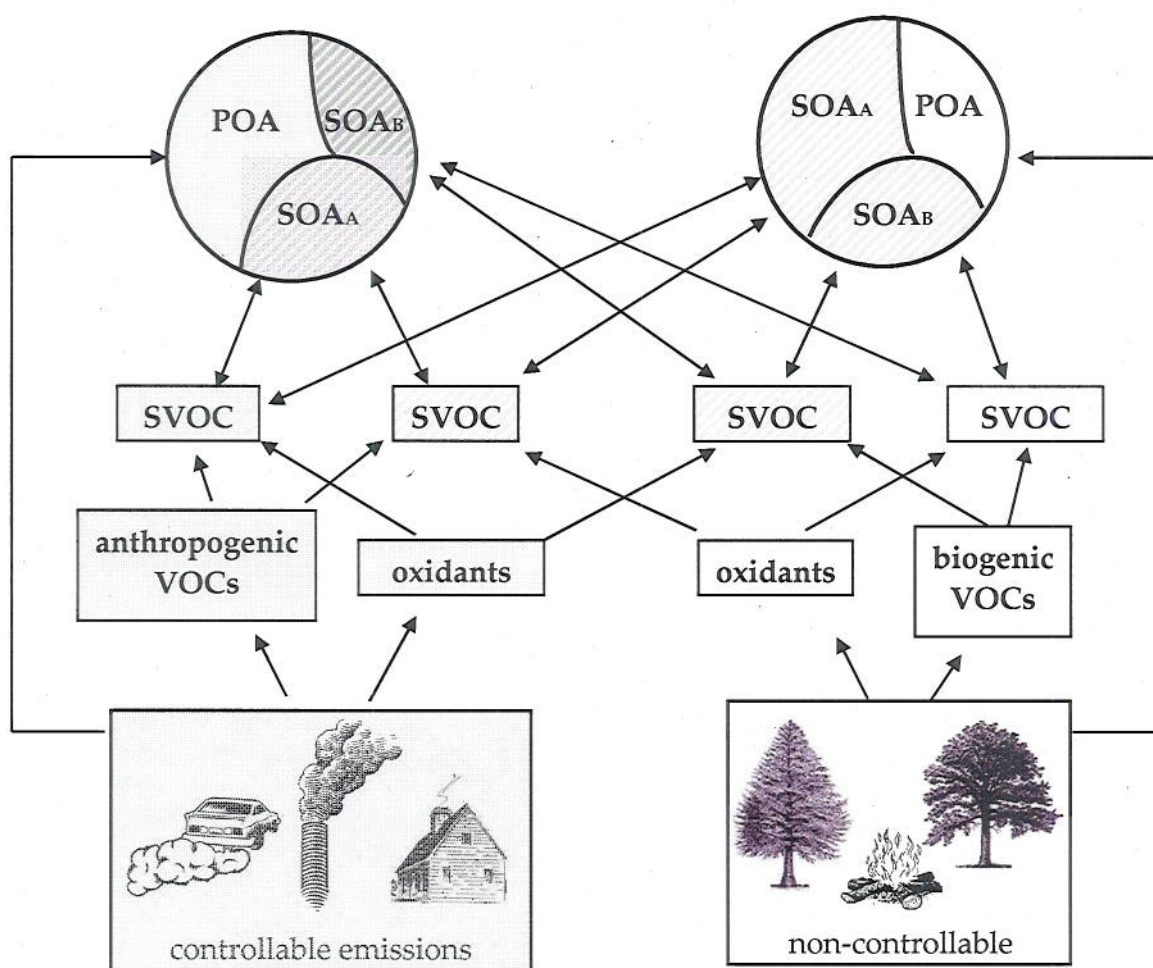 POA
SOAB
SOAA
SOAA
POA
SOAB
SVOC
SVOC
SVOC
SVOC
anthropogenic
VOCs
oxidants
oxidants
biogenic
VOCs
controllable emissions
non-controllable